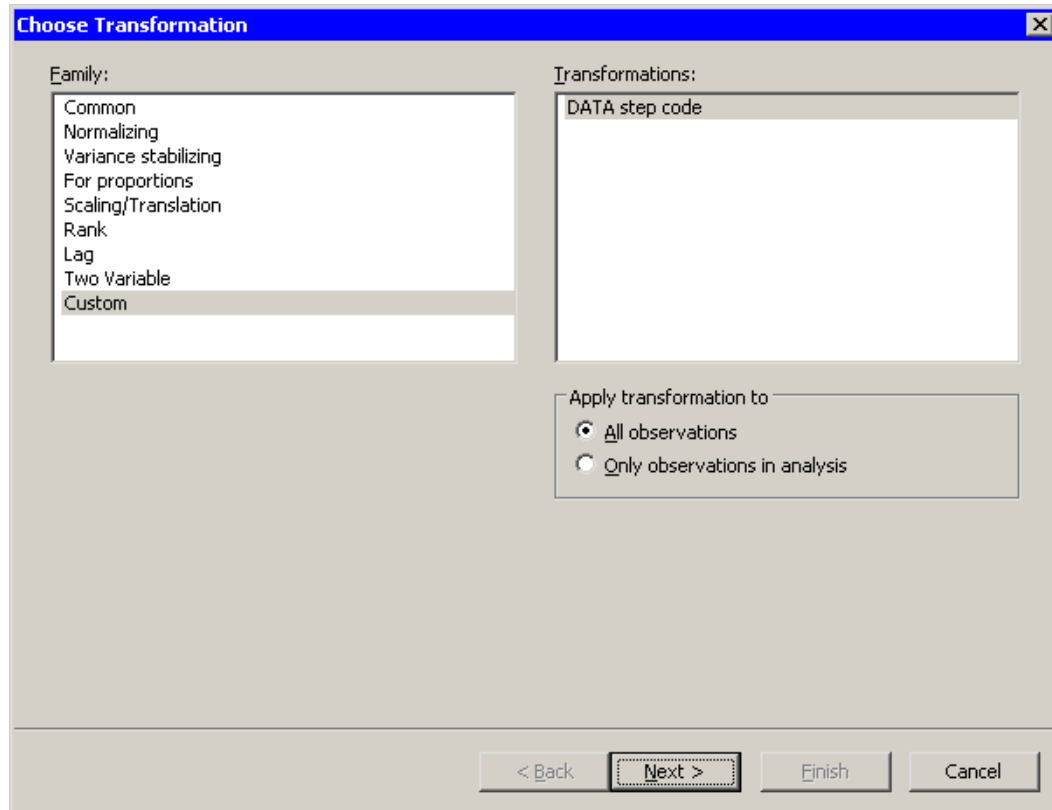 Choose Transformation
Family:
Common
Normalizing
Variance stabilizing
For proportions
Scaling/Translation
Rank
Lag
Two Variable
Custom
Transformations:
DATA step code
Apply transformation to
All observations
Only observations in analysis
< Back
Next >
Finish
Cancel